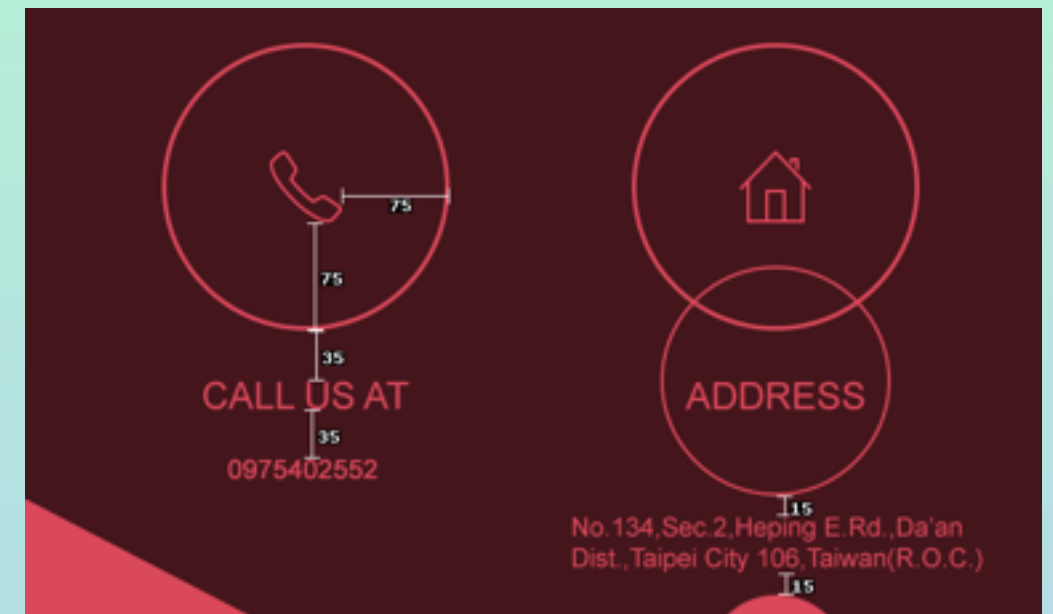 75
75
35
CALL US AT
ADDRESS
35
0975402552
15
No.134,Sec.2,Heping E.Rd.,Da'an
Dist.,Taipei City 106,Taiwan(R.O.C.)
15